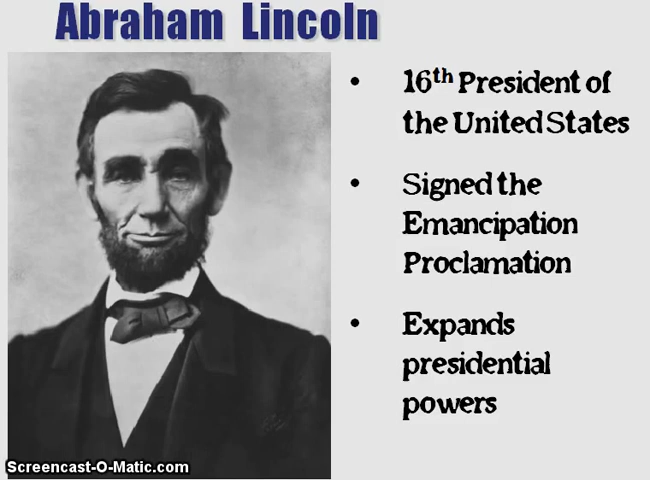 Abraham Lincoln
• 16th President of
the United States
• Signed the
Emancipation
Proclamation
• Expands
presidential
powers
Screencast-O-Matic.com